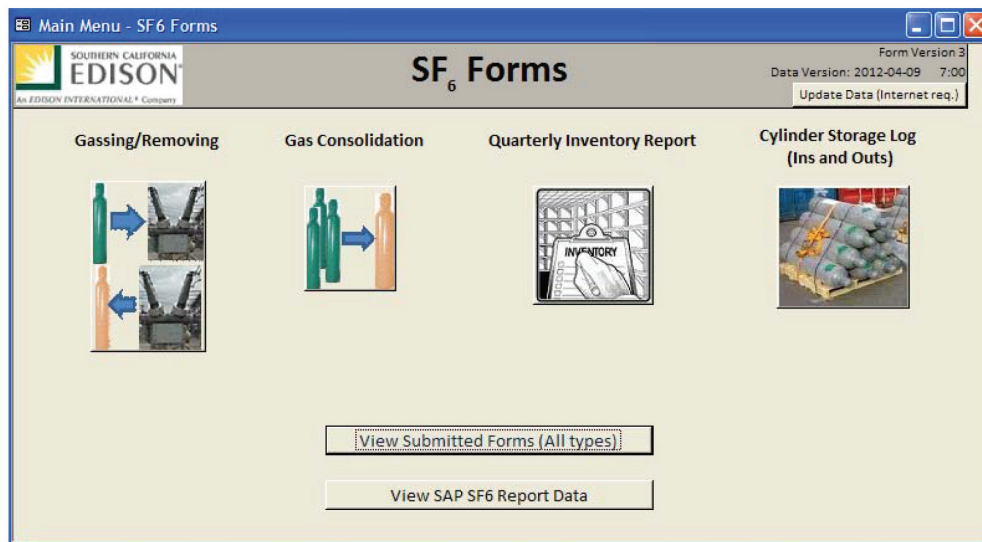 Main Menu - SF6 Forms
SOUTHERN CALIFORNIA
EDISON®
An EDISON INTERNATIONAL® Company
SF6 Forms
Form Version 3
Data Version: 2012-04-09 7:00
Update Data (Internet req.)
Gassing/Removing
Gas Consolidation
Quarterly Inventory Report
Cylinder Storage Log
(Ins and Outs)
INVENTORY
View Submitted Forms (All types)
View SAP SF6 Report Data